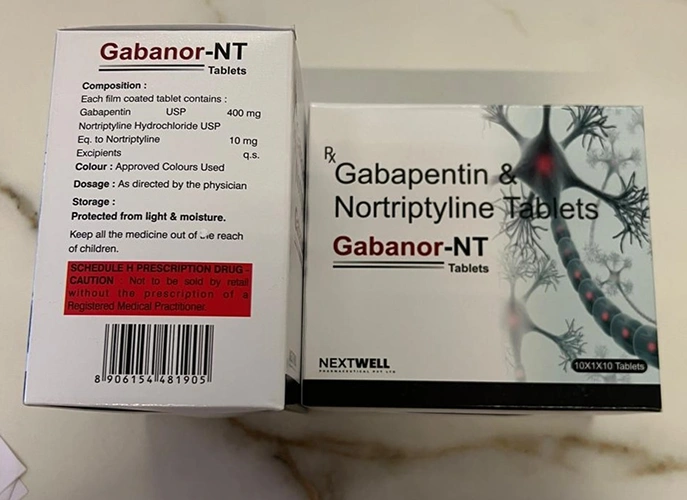 Gabanor-NT
Tablets
Composition :
Each film coated tablet contains :
Gabapentin USP 400 mg
Nortriptyline Hydrochloride USP
Eq. to Nortriptyline 10 mg
Excipients q.s.
Colour : Approved Colours Used
Dosage : As directed by the physician
Storage :
Protected from light & moisture.
Keep all the medicine out of the reach
of children.
SCHEDULE H PRESCRIPTION DRUG -
CAUTION : Not to be sold by retail
without the prescription of a
Registered Medical Practitioner.
8 906154 481905
Rx
Gabapentin &
Nortriptyline Tablets
Gabanor-NT
Tablets
NEXTWELL
PHARMACEUTICAL PVT LTD
10X1X10 Tablets